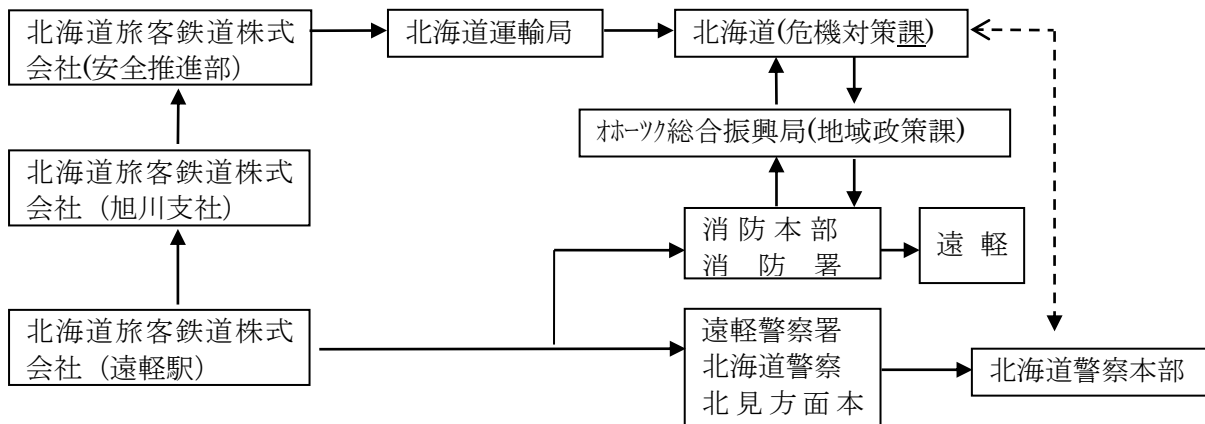 北海道旅客鉄道株式
会社(安全推進部)
北海道運輸局
北海道(危機対策課)
ｵﾎｰﾂｸ総合振興局(地域政策課)
北海道旅客鉄道株式
会社（旭川支社）
消防本部
消防署
遠軽
北海道旅客鉄道株式
会社（遠軽駅）
遠軽警察署
北海道警察
北見方面本
北海道警察本部